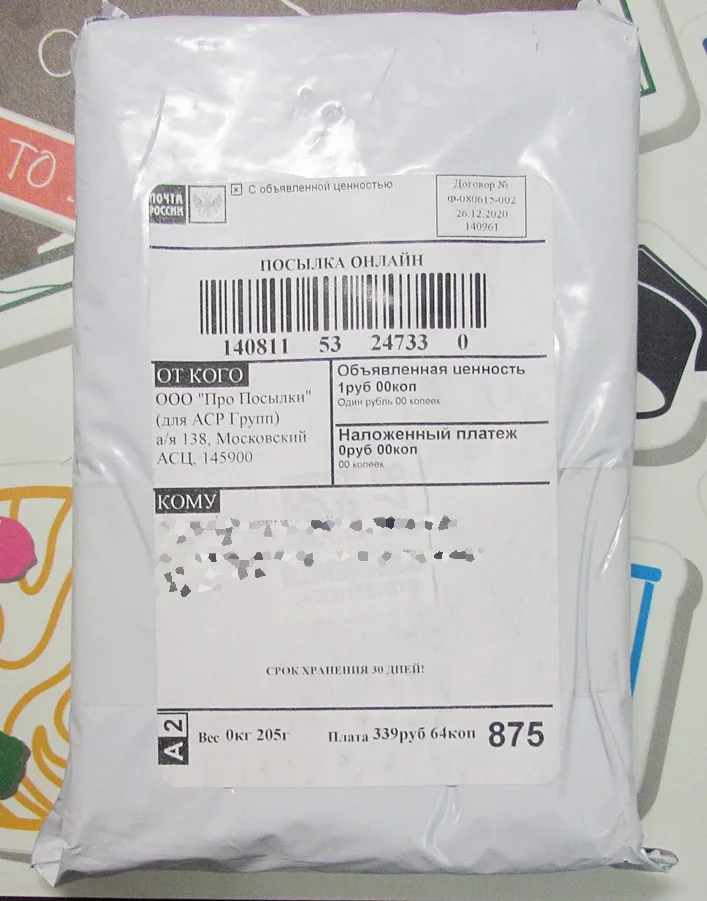 TO
ПОЧТА
РОССИИ
С объявленной ценностью
Договор №
Ф-080615-002
26.12.2020
140961
ПОСЫЛКА ОНЛАЙН
140811 53 24733 0
ОТ КОГО
ООО "Про Посылки"
(для АСР Групп)
а/я 138, Московский
АСЦ, 145900
Объявленная ценность
1руб 00коп
Один рубль 00 копеек
Наложенный платеж
0руб 00коп
00 копеек
КОМУ
СРОК ХРАНЕНИЯ 30 ДНЕЙ!
A2
Вес 0кг 205г
Плата 339руб 64коп
875